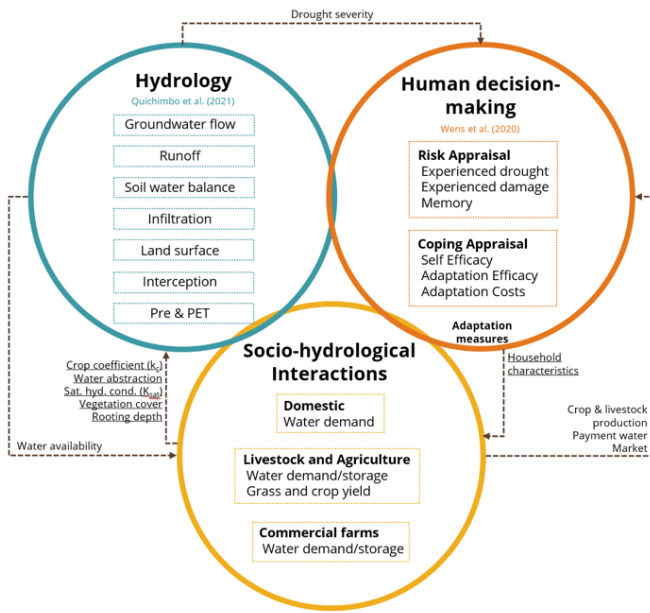 Drought severity
Hydrology
Quichimbo et al. (2021)
Groundwater flow
Runoff
Soil water balance
Infiltration
Land surface
Interception
Pre & PET
Human decision-
making
Wens et al. (2020)
Risk Appraisal
Experienced drought
Experienced damage
Memory
Coping Appraisal
Self Efficacy
Adaptation Efficacy
Adaptation Costs
Adaptation
measures
Household
characteristics
Crop coefficient (kc)
Water abstraction
Sat. hyd. cond. (Ksat)
Vegetation cover
Rooting depth
Water availability
Socio-hydrological
Interactions
Domestic
Water demand
Livestock and Agriculture
Water demand/storage
Grass and crop yield
Commercial farms
Water demand/storage
Crop & livestock
production
Payment water
Market